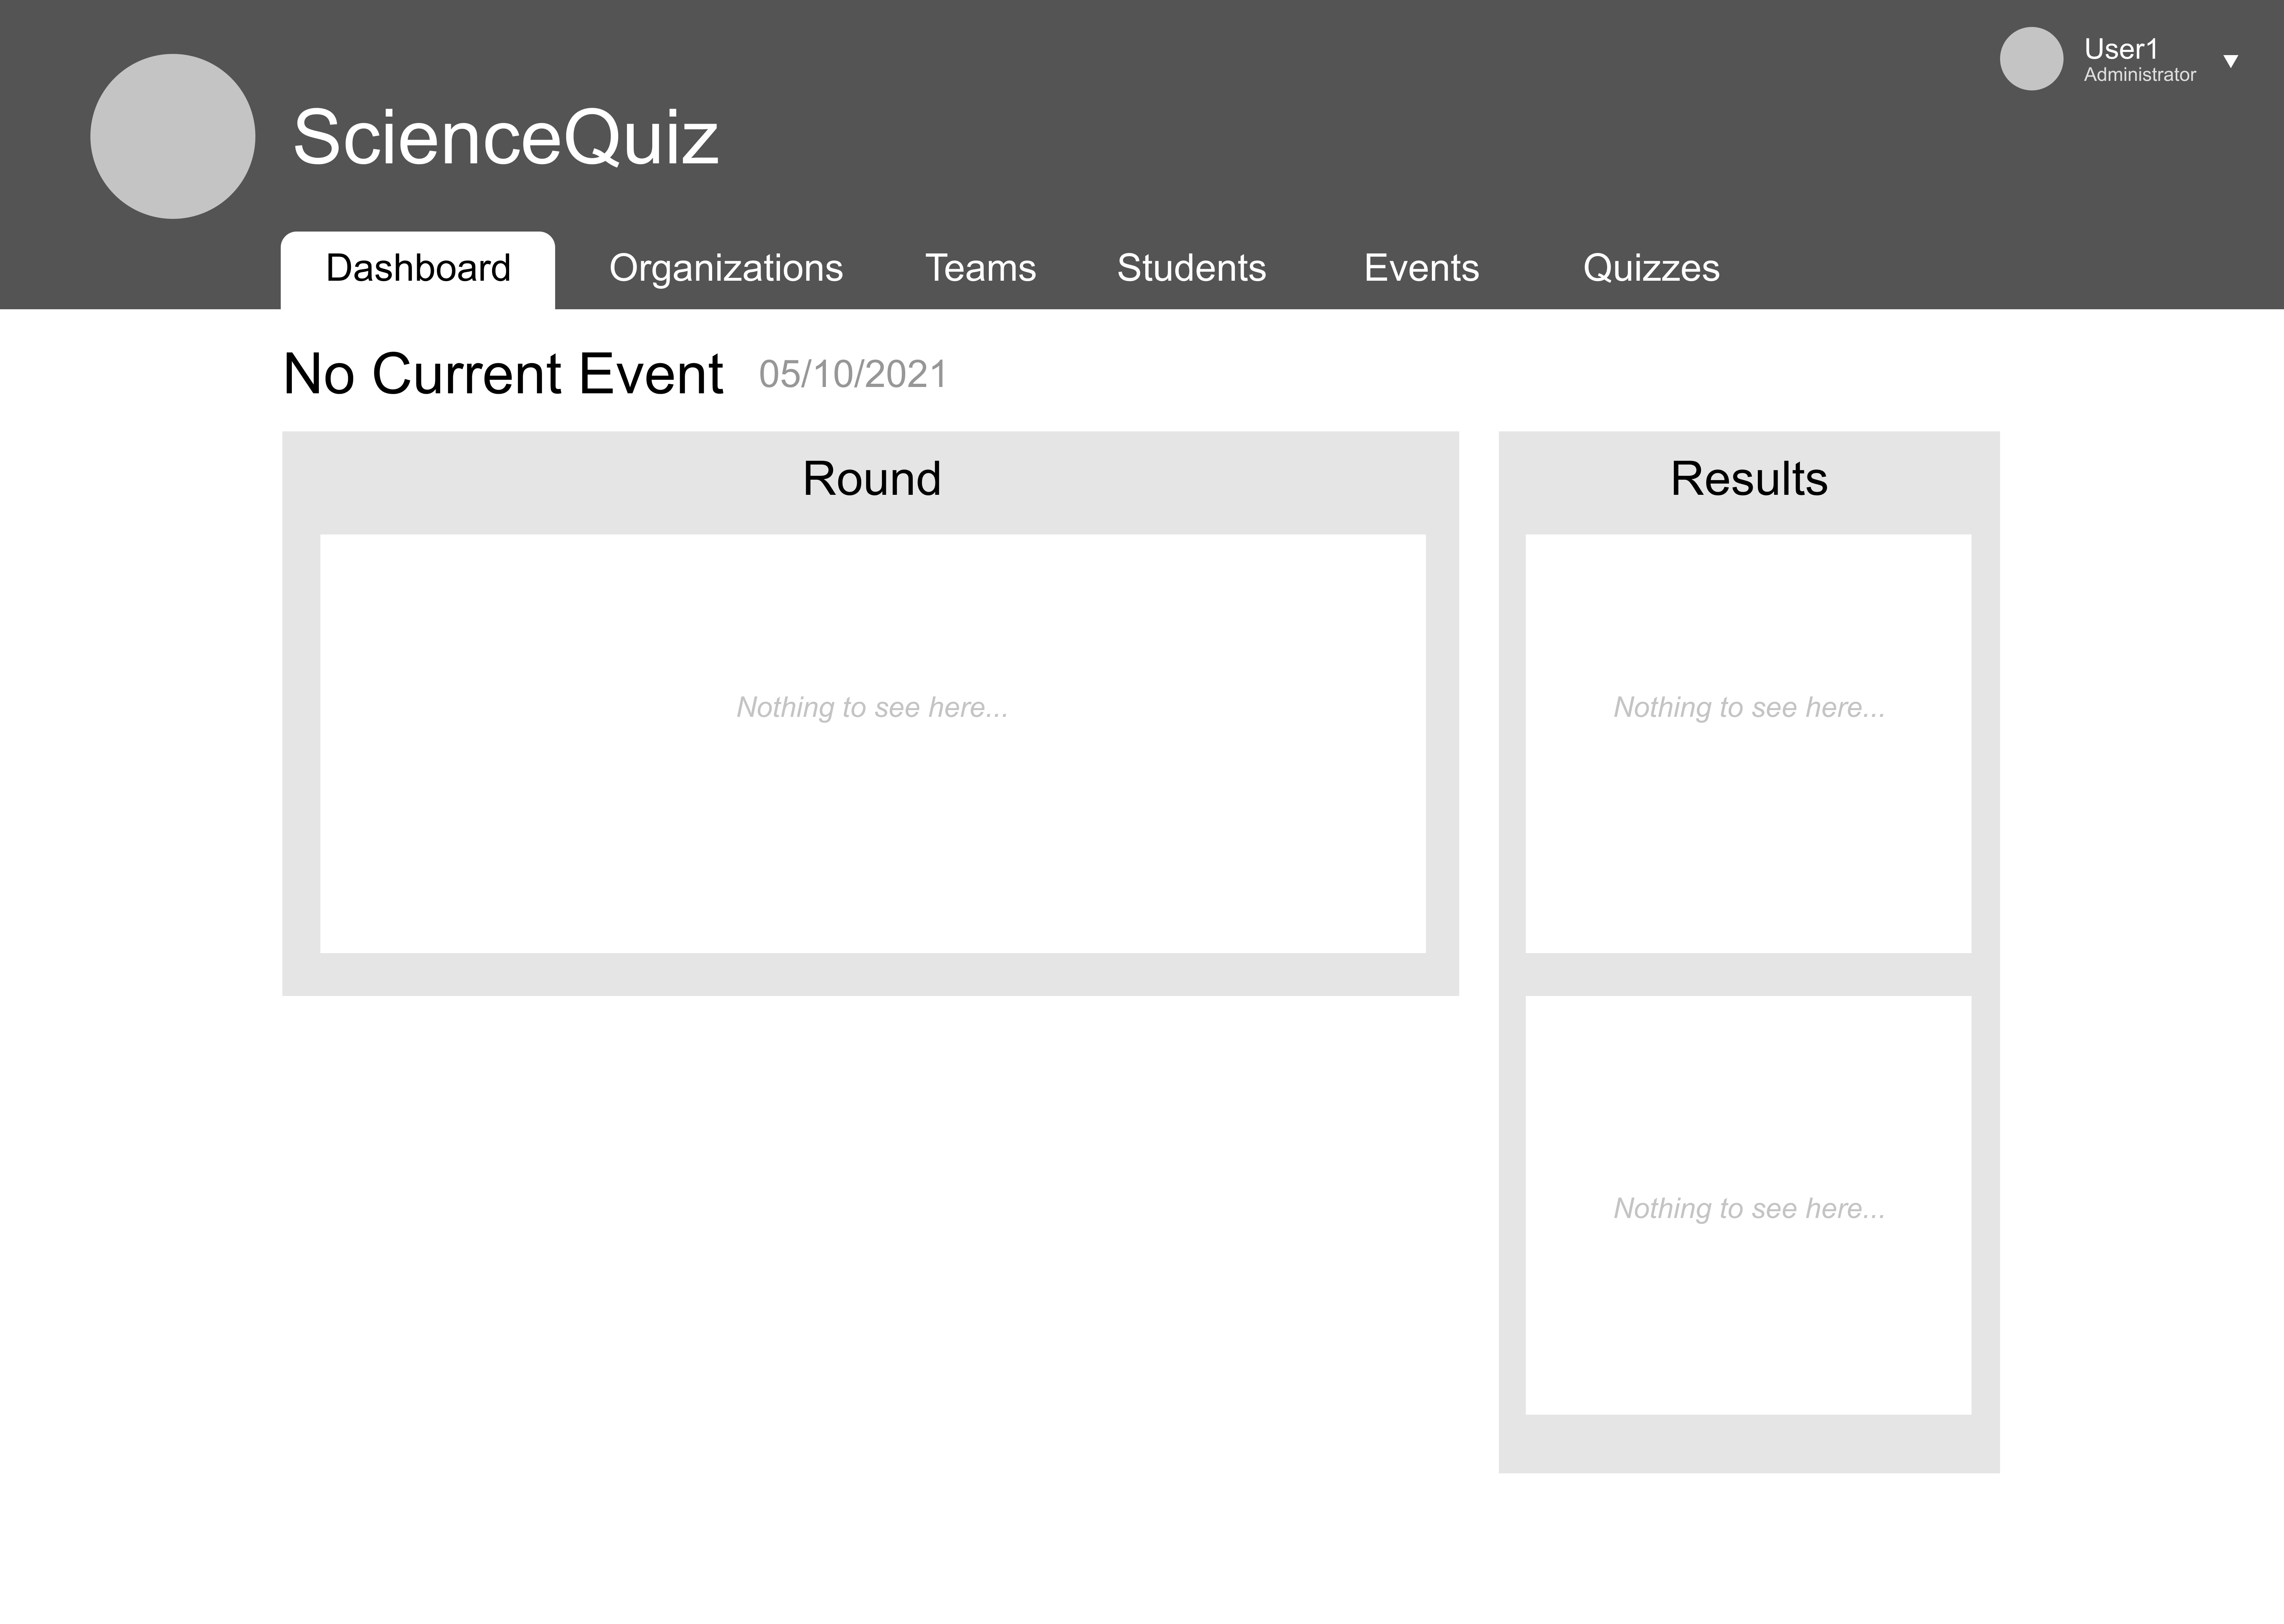 User1
Administrator
ScienceQuiz
Dashboard Organizations Teams Students Events Quizzes
No Current Event 05/10/2021
Round
Nothing to see here...
Results
Nothing to see here...
Nothing to see here...